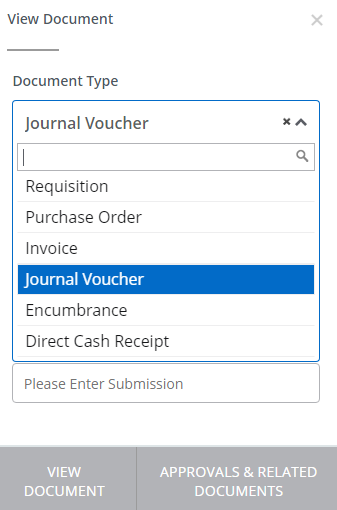 View Document
Document Type
Journal Voucher
Requisition
Purchase Order
Invoice
Journal Voucher
Encumbrance
Direct Cash Receipt
Please Enter Submission
VIEW DOCUMENT
APPROVALS & RELATED DOCUMENTS